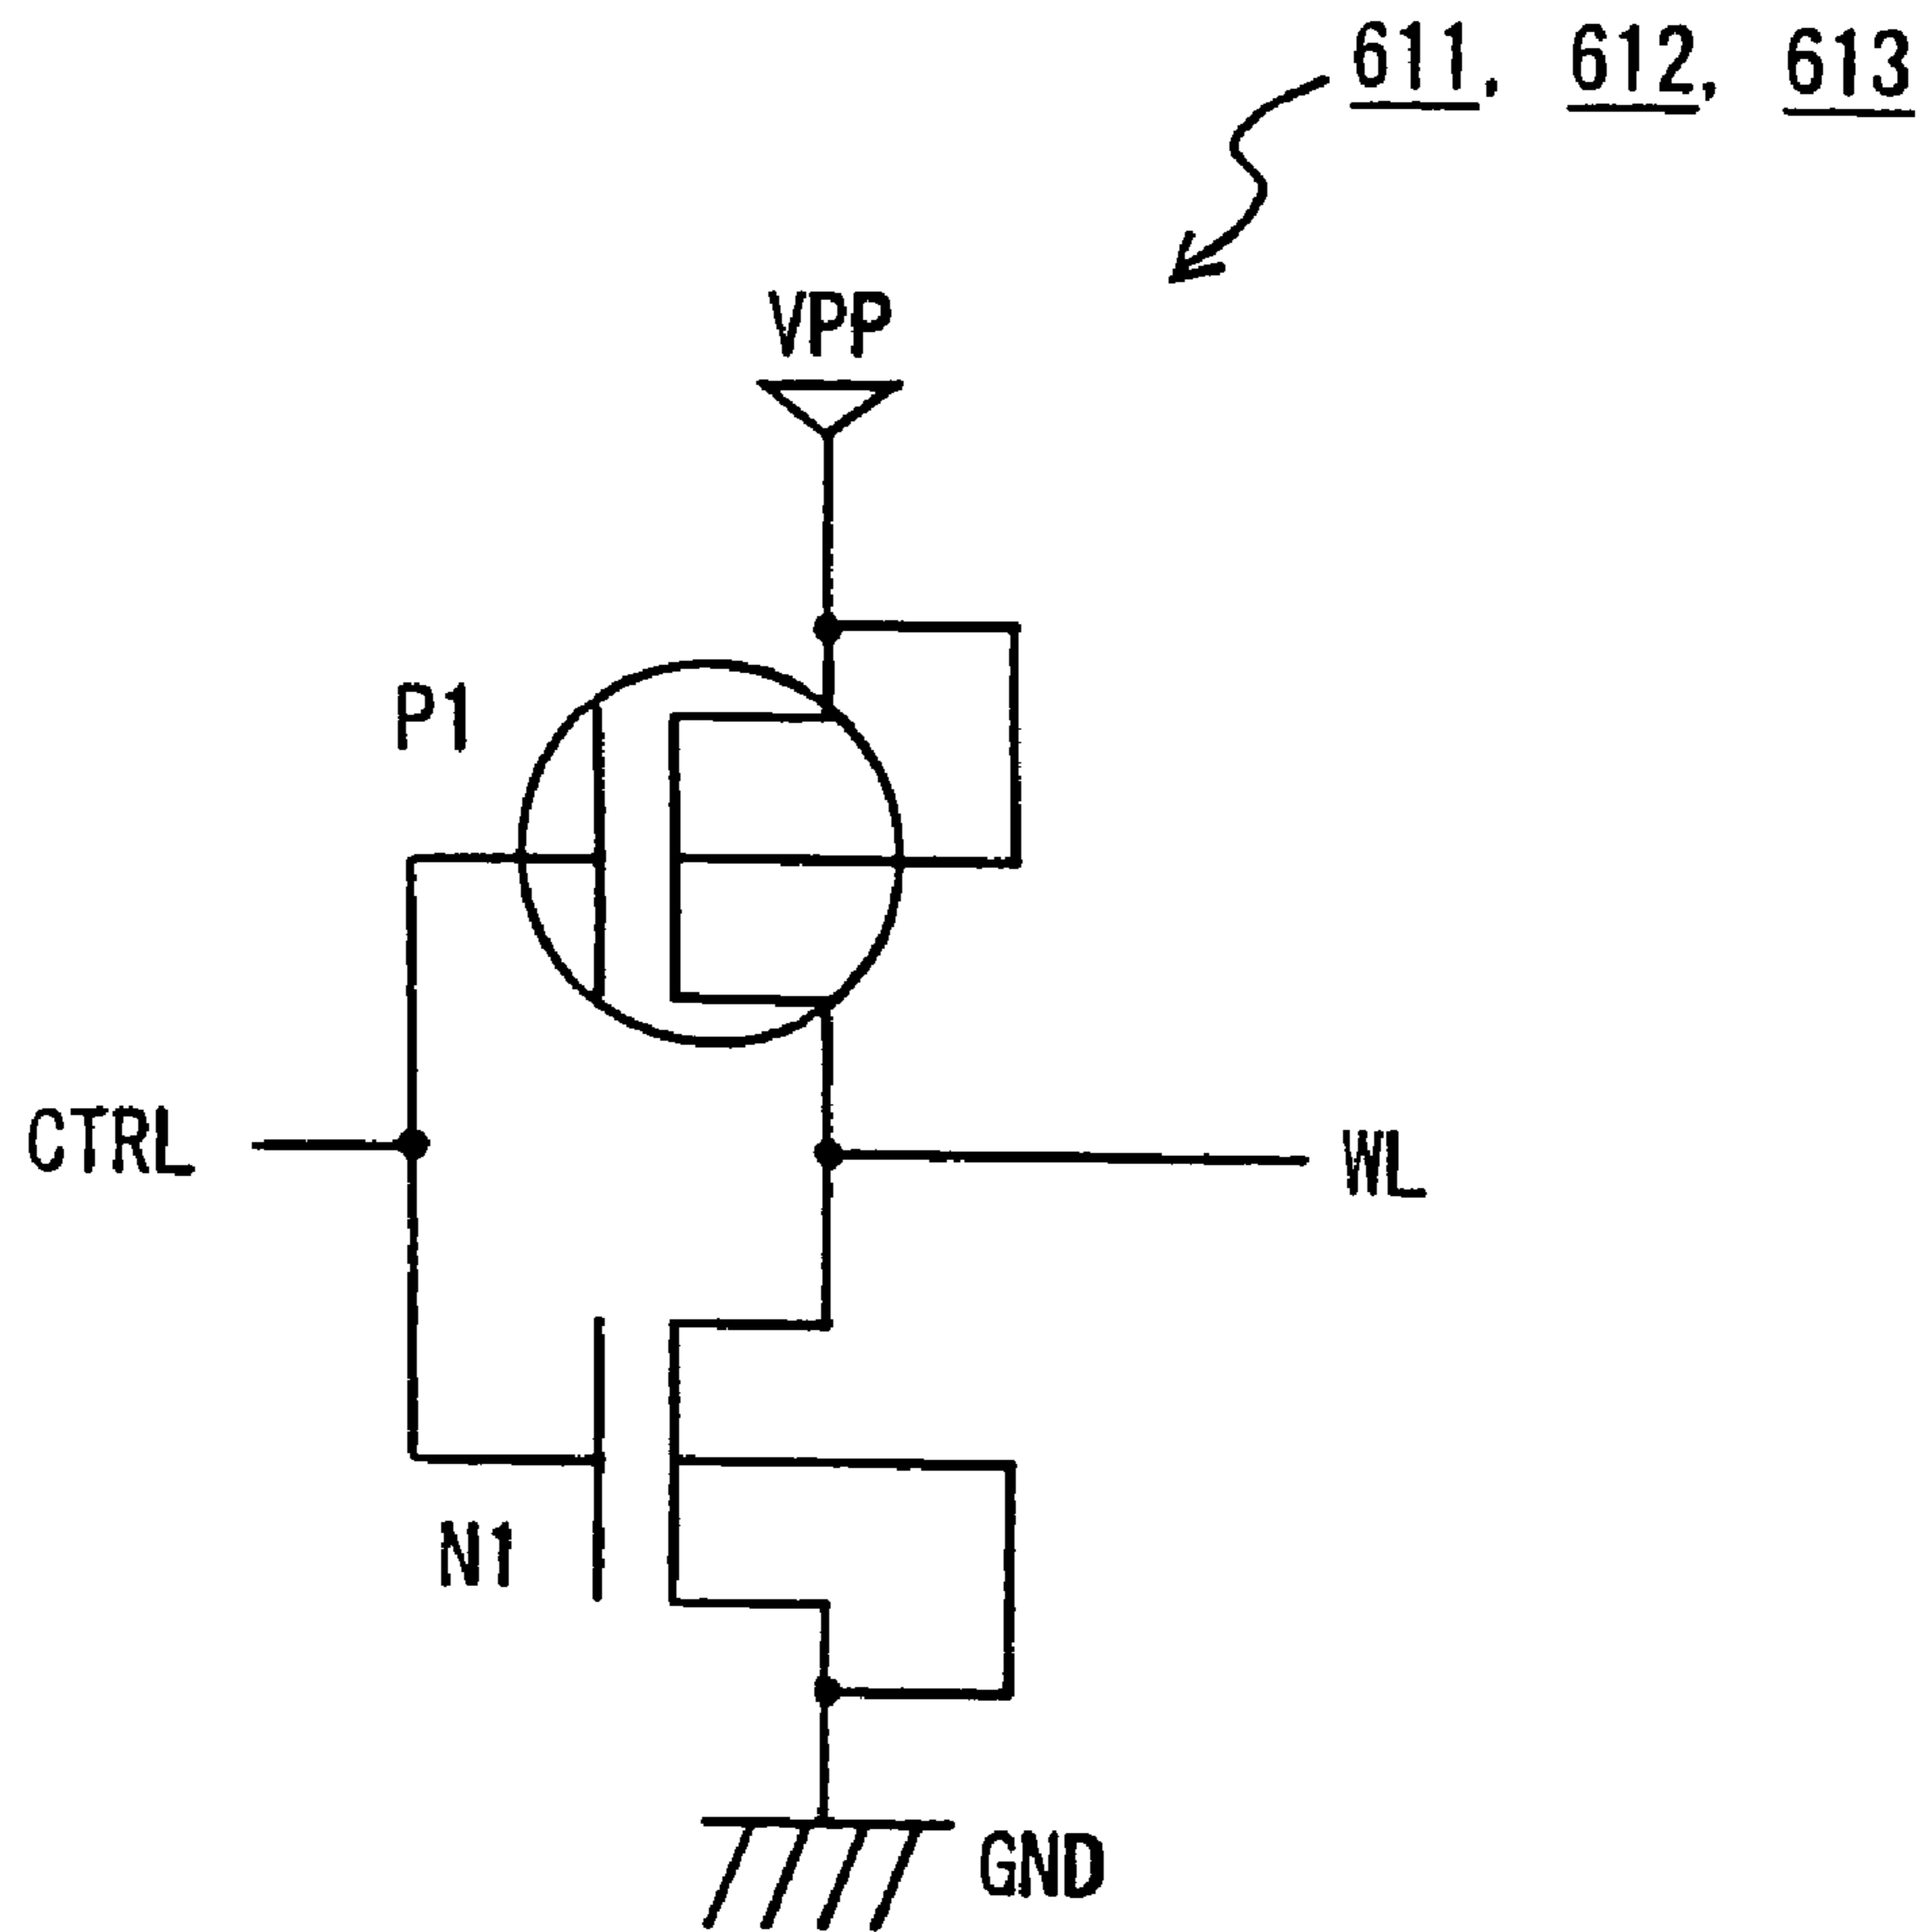 611, 612, 613
VPP
P1
CTRL
WL
N1
GND